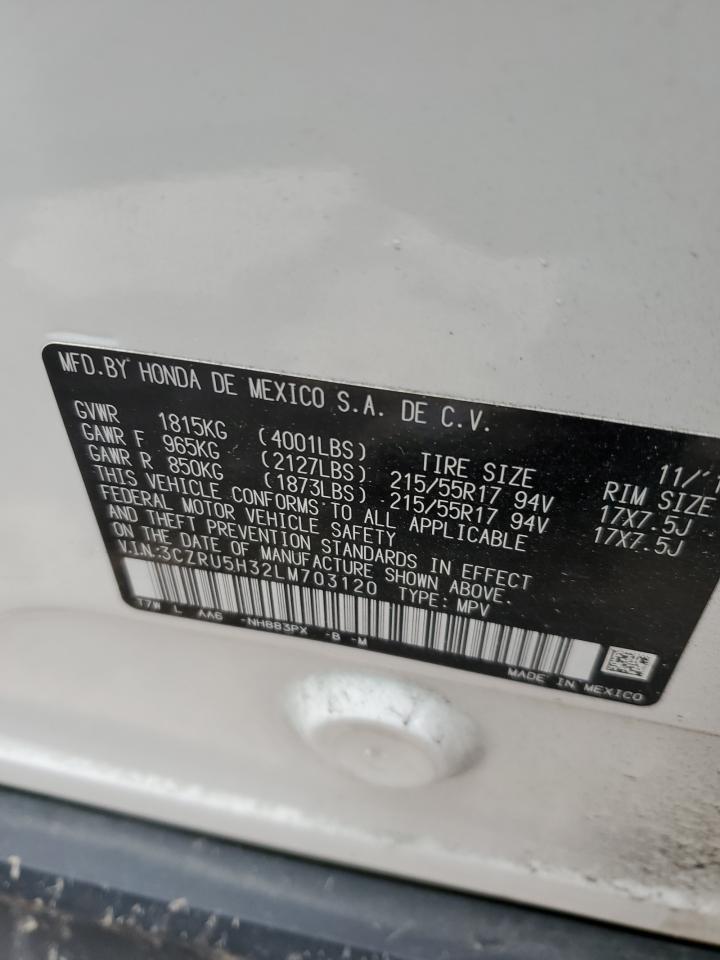 MFD.BY HONDA DE MEXICO S.A. DE C.V.
11/'1
GVWR 1815KG (4001LBS) TIRE SIZE RIM SIZE
GAWR F 965KG (2127LBS) 215/55R17 94V 17X7.5J
GAWR R 850KG (1873LBS) 215/55R17 94V 17X7.5J
THIS VEHICLE CONFORMS TO ALL APPLICABLE
FEDERAL MOTOR VEHICLE SAFETY
AND THEFT PREVENTION STANDARDS IN EFFECT
ON THE DATE OF MANUFACTURE SHOWN ABOVE.
V.I.N:3CZRU5H32LM703120 TYPE: MPV
T7W L AA6 -NH883PX -B -M
MADE IN MEXICO